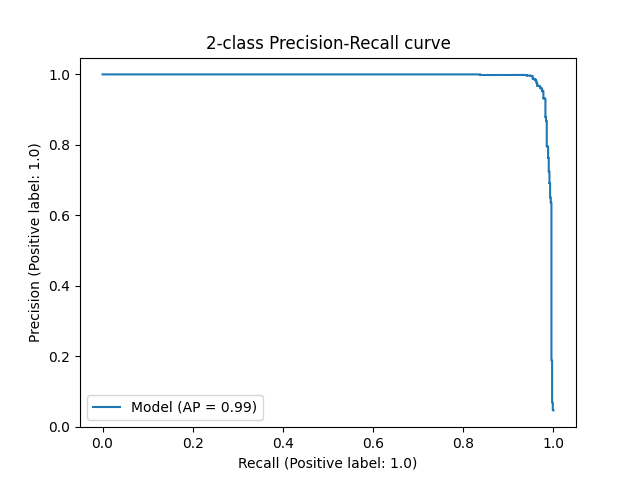 2-class Precision-Recall curve
Precision (Positive label: 1.0)
1.0
0.8
0.6
0.4
0.2
0.0
Model (AP = 0.99)
0.0 0.2 0.4 0.6 0.8 1.0
Recall (Positive label: 1.0)